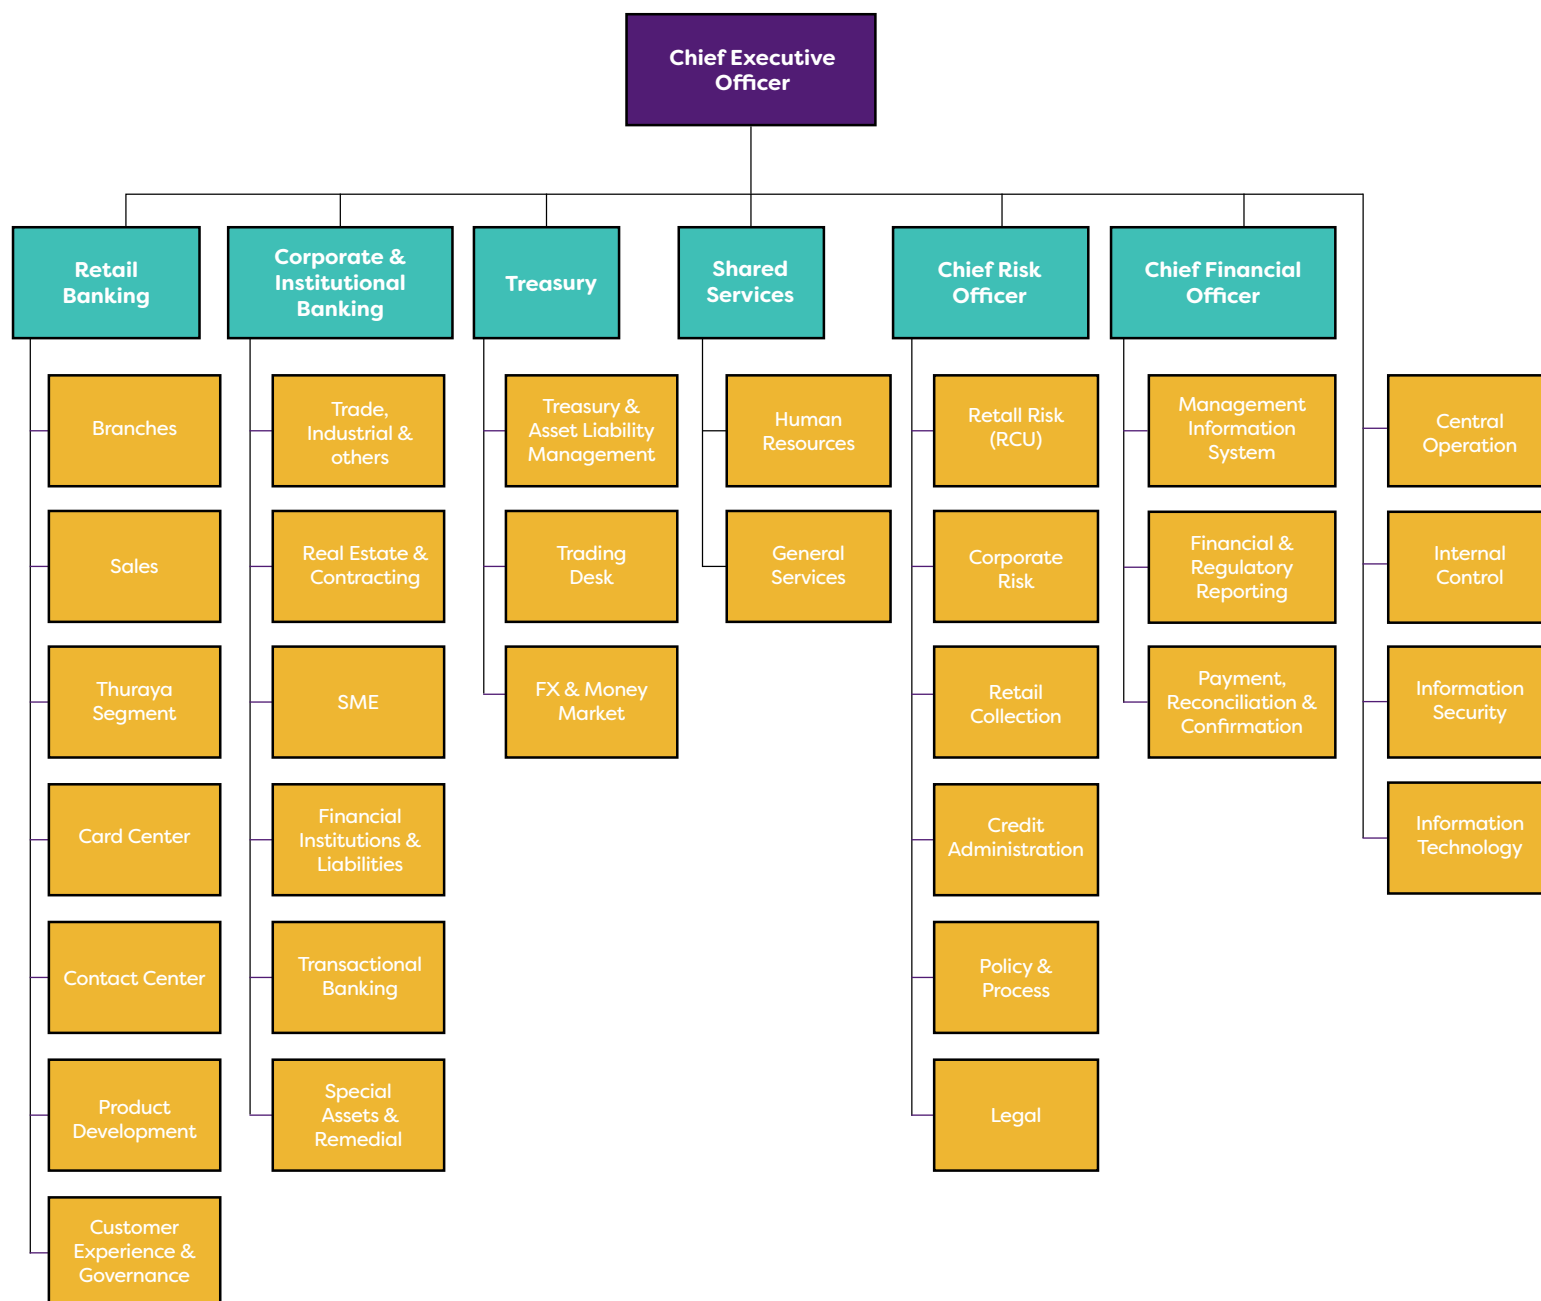 Chief Executive
Officer
Retail
Banking
Corporate &
Institutional
Banking
Treasury
Shared
Services
Chief Risk
Officer
Chief Financial
Officer
Branches
Sales
Thuraya
Segment
Card Center
Contact Center
Product
Development
Customer
Experience &
Governance
Trade,
Industrial &
others
Real Estate &
Contracting
SME
Financial
Institutions &
Liabilities
Transactional
Banking
Special
Assets &
Remedial
Treasury &
Asset Liability
Management
Trading
Desk
FX & Money
Market
Human
Resources
General
Services
Retall Risk
(RCU)
Corporate
Risk
Retail
Collection
Credit
Administration
Policy &
Process
Legal
Management
Information
System
Financial &
Regulatory
Reporting
Payment,
Reconciliation &
Confirmation
Central
Operation
Internal
Control
Information
Security
Information
Technology